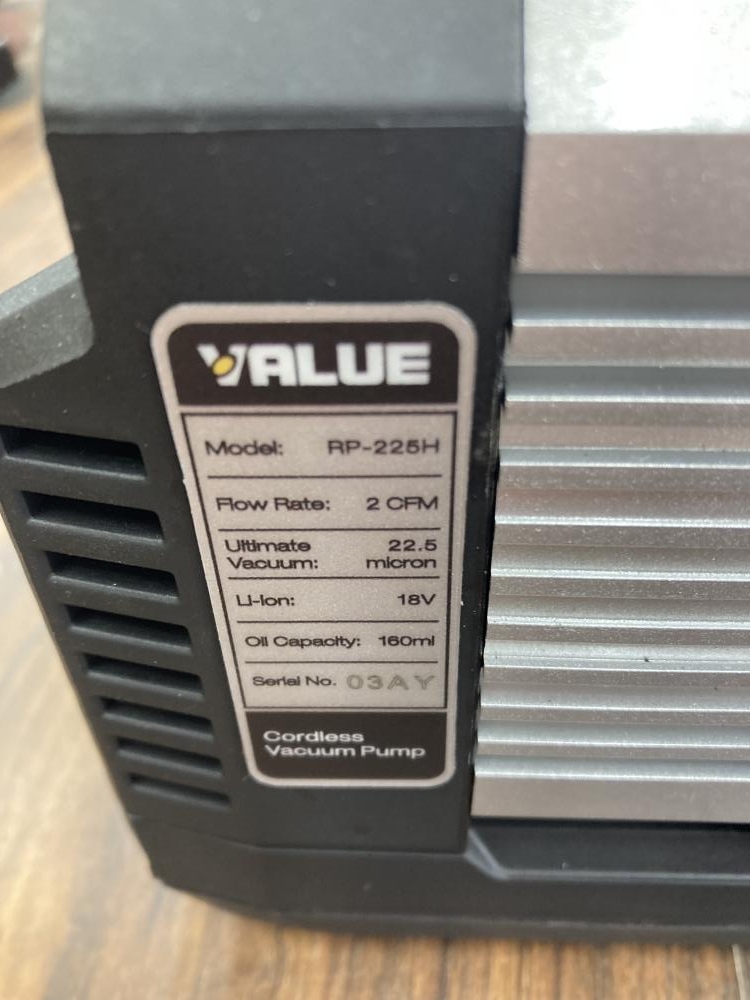 VALUE
Model: RP-225H
Flow Rate: 2 CFM
Ultimate Vacuum: 22.5 micron
Li-ion: 18V
Oil Capacity: 160ml
Serial No. 03AY
Cordless
Vacuum Pump